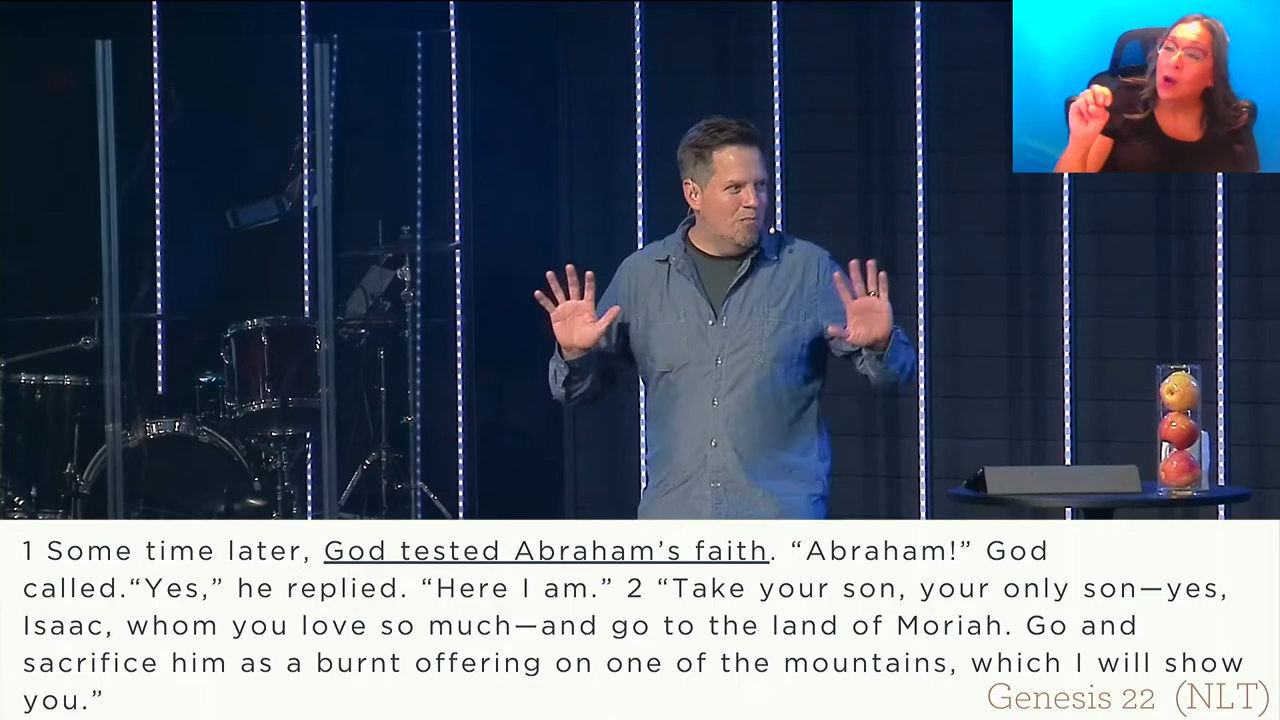 1 Some time later, God tested Abraham’s faith. “Abraham!” God
called.“Yes,” he replied. “Here I am.” 2 “Take your son, your only son—yes,
Isaac, whom you love so much—and go to the land of Moriah. Go and
sacrifice him as a burnt offering on one of the mountains, which I will show
you.”
Genesis 22 (NLT)